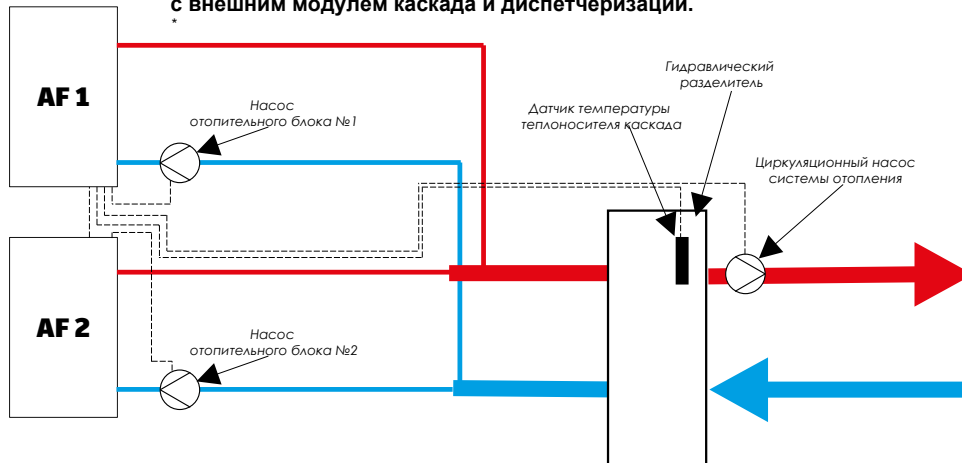 с внешним модулем каскада и диспетчеризации.
*
AF 1
Насос
отопительного блока №1
Датчик температуры
теплоносителя каскада
Гидравлический
разделитель
Циркуляционный насос
системы отопления
AF 2
Насос
отопительного блока №2